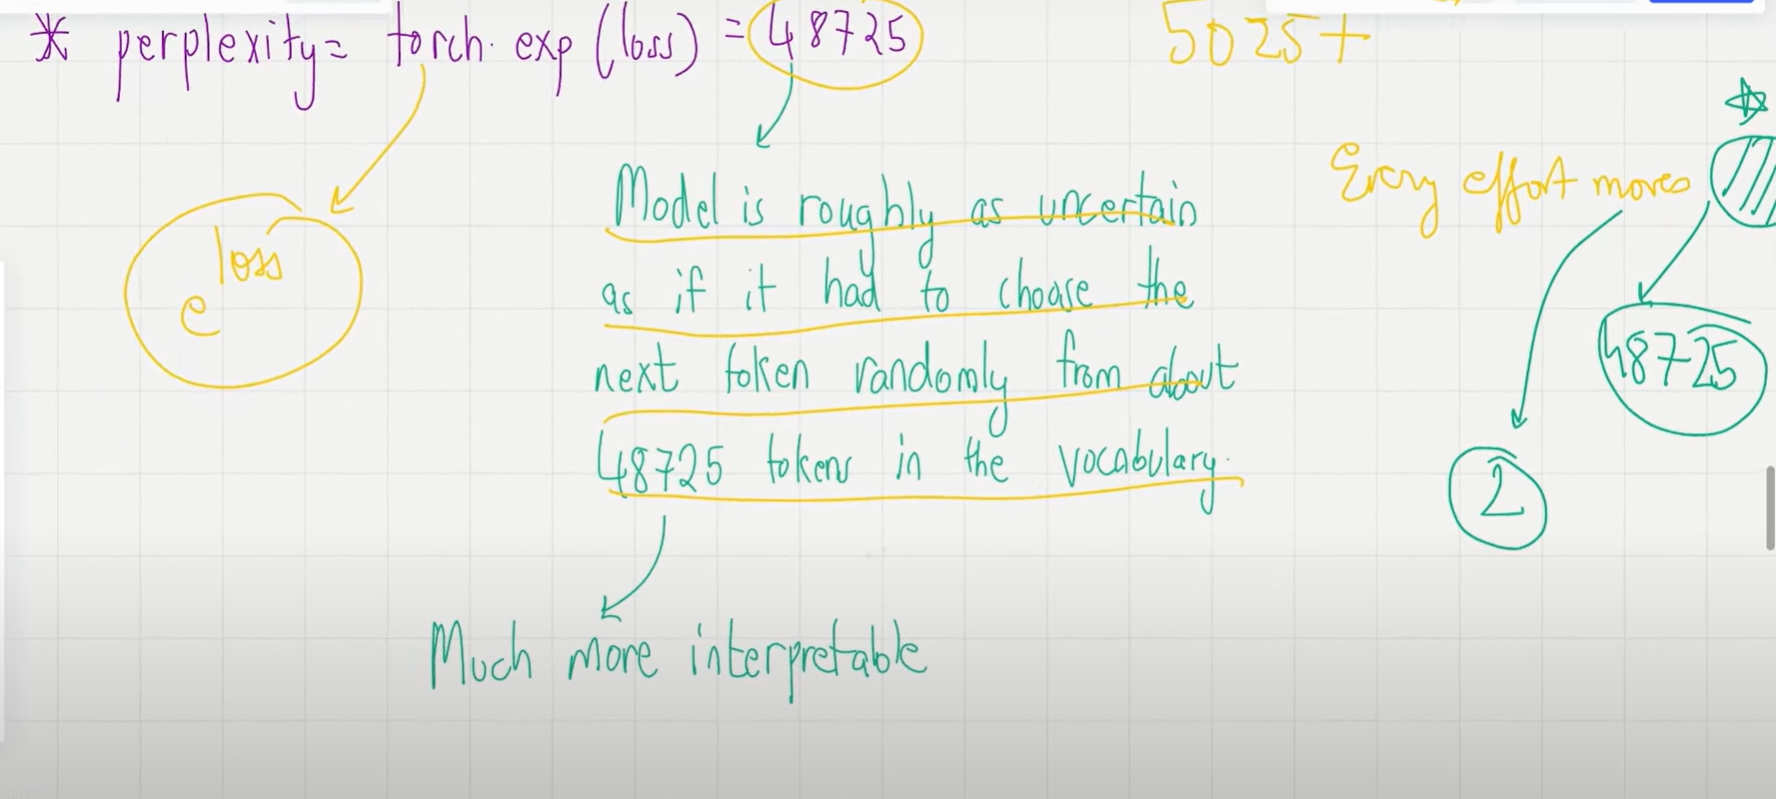 * perplexity = torch. exp (loss) = 48725
50257
e^loss
Model is roughly as uncertain
as if it had to choose the
next token randomly from about
48725 tokens in the vocabulary.
Much more interpretable
Every effort moves
48725
2